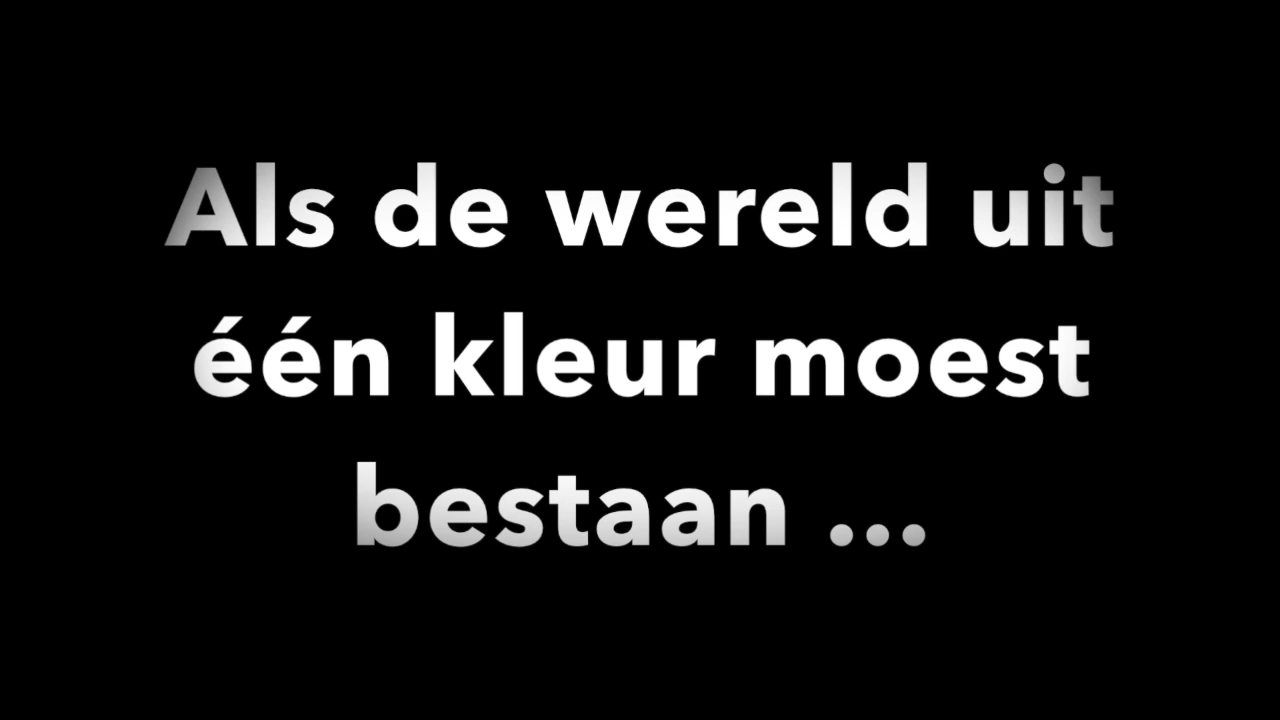 Als de wereld uit
één kleur moest
bestaan ...